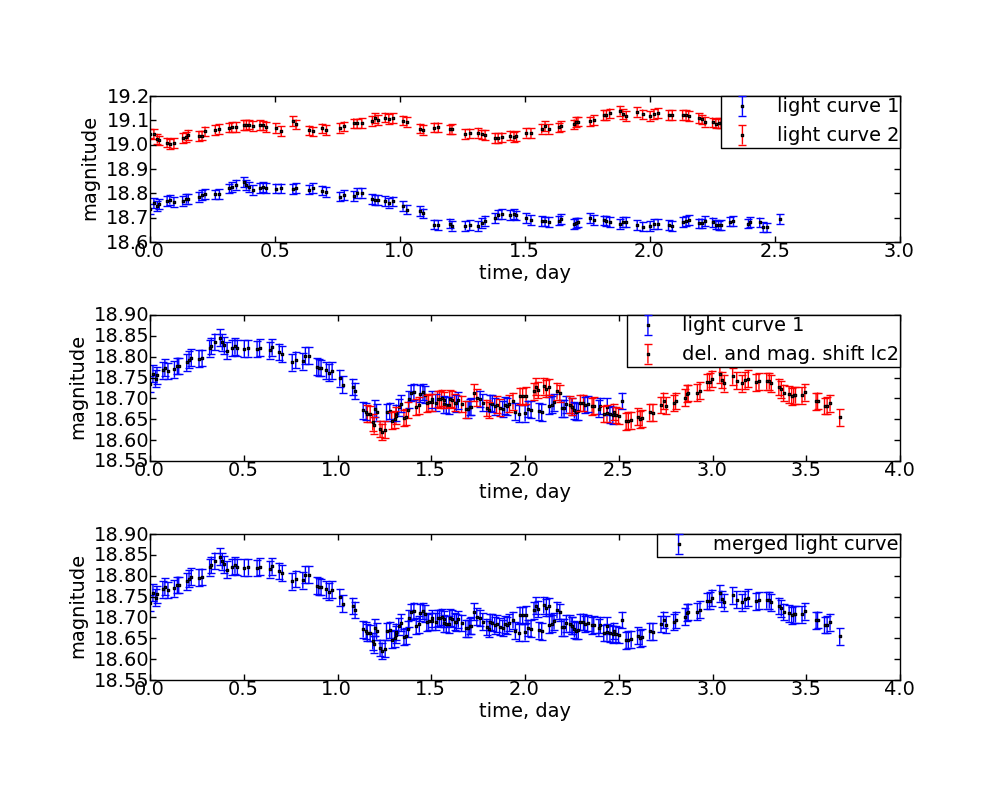 19.2
light curve 1
19.1
light curve 2
19.0
18.9
18.8
18.7
18.6
magnitude
0.0 0.5 1.0 1.5 2.0 2.5 3.0
time, day
18.90
light curve 1
18.85
del. and mag. shift lc2
18.80
18.75
18.70
18.65
18.60
18.55
magnitude
0.0 0.5 1.0 1.5 2.0 2.5 3.0 3.5 4.0
time, day
18.90
merged light curve
18.85
18.80
18.75
18.70
18.65
18.60
18.55
magnitude
0.0 0.5 1.0 1.5 2.0 2.5 3.0 3.5 4.0
time, day